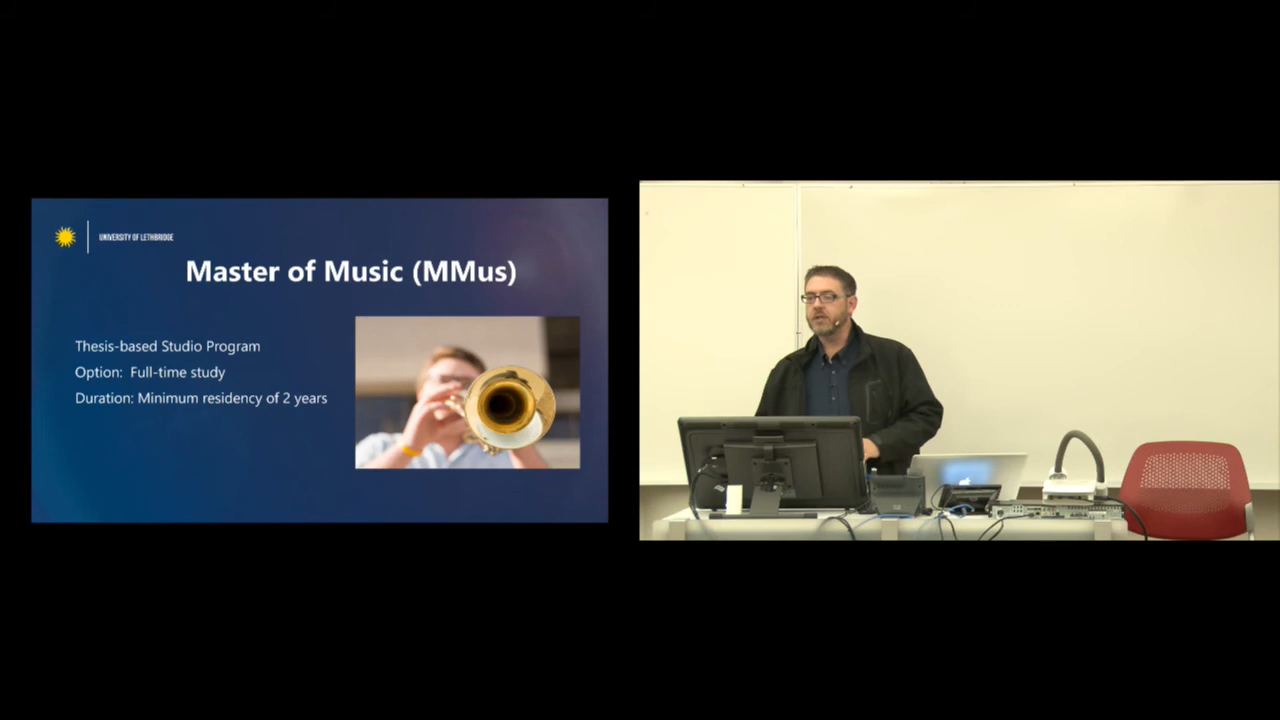 UNIVERSITY OF LETHBRIDGE
Master of Music (MMus)
Thesis-based Studio Program
Option: Full-time study
Duration: Minimum residency of 2 years